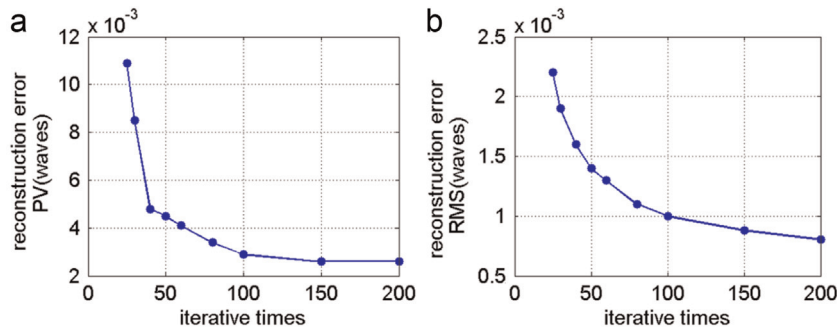 a
x 10-3
12
10
8
6
4
2
reconstruction error
PV(waves)
0
50
100
150
200
iterative times
b
x 10-3
2.5
2
1.5
1
0.5
reconstruction error
RMS(waves)
0
50
100
150
200
iterative times